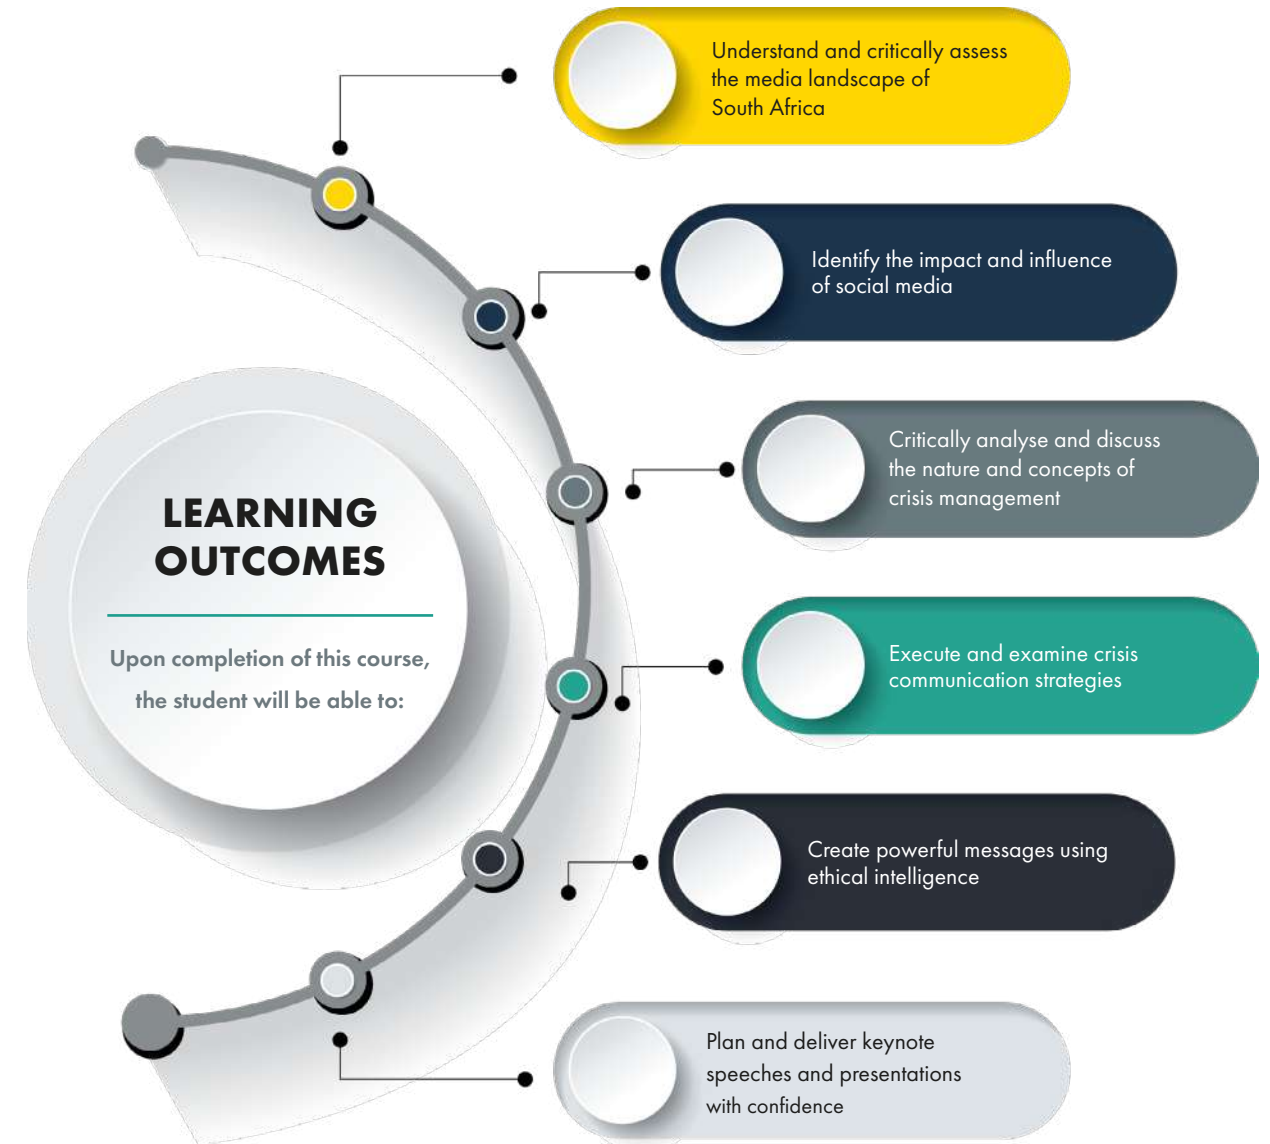 LEARNING
OUTCOMES
Upon completion of this course,
the student will be able to:
Understand and critically assess
the media landscape of
South Africa
Identify the impact and influence
of social media
Critically analyse and discuss
the nature and concepts of
crisis management
Execute and examine crisis
communication strategies
Create powerful messages using
ethical intelligence
Plan and deliver keynote
speeches and presentations
with confidence